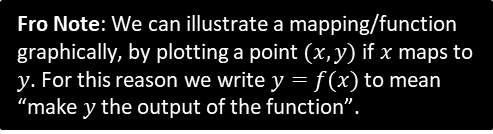 Fro Note: We can illustrate a mapping/function
graphically, by plotting a point (𝑥, 𝑦) if 𝑥 maps to
𝑦. For this reason we write 𝑦 = 𝑓(𝑥) to mean
“make 𝑦 the output of the function”.